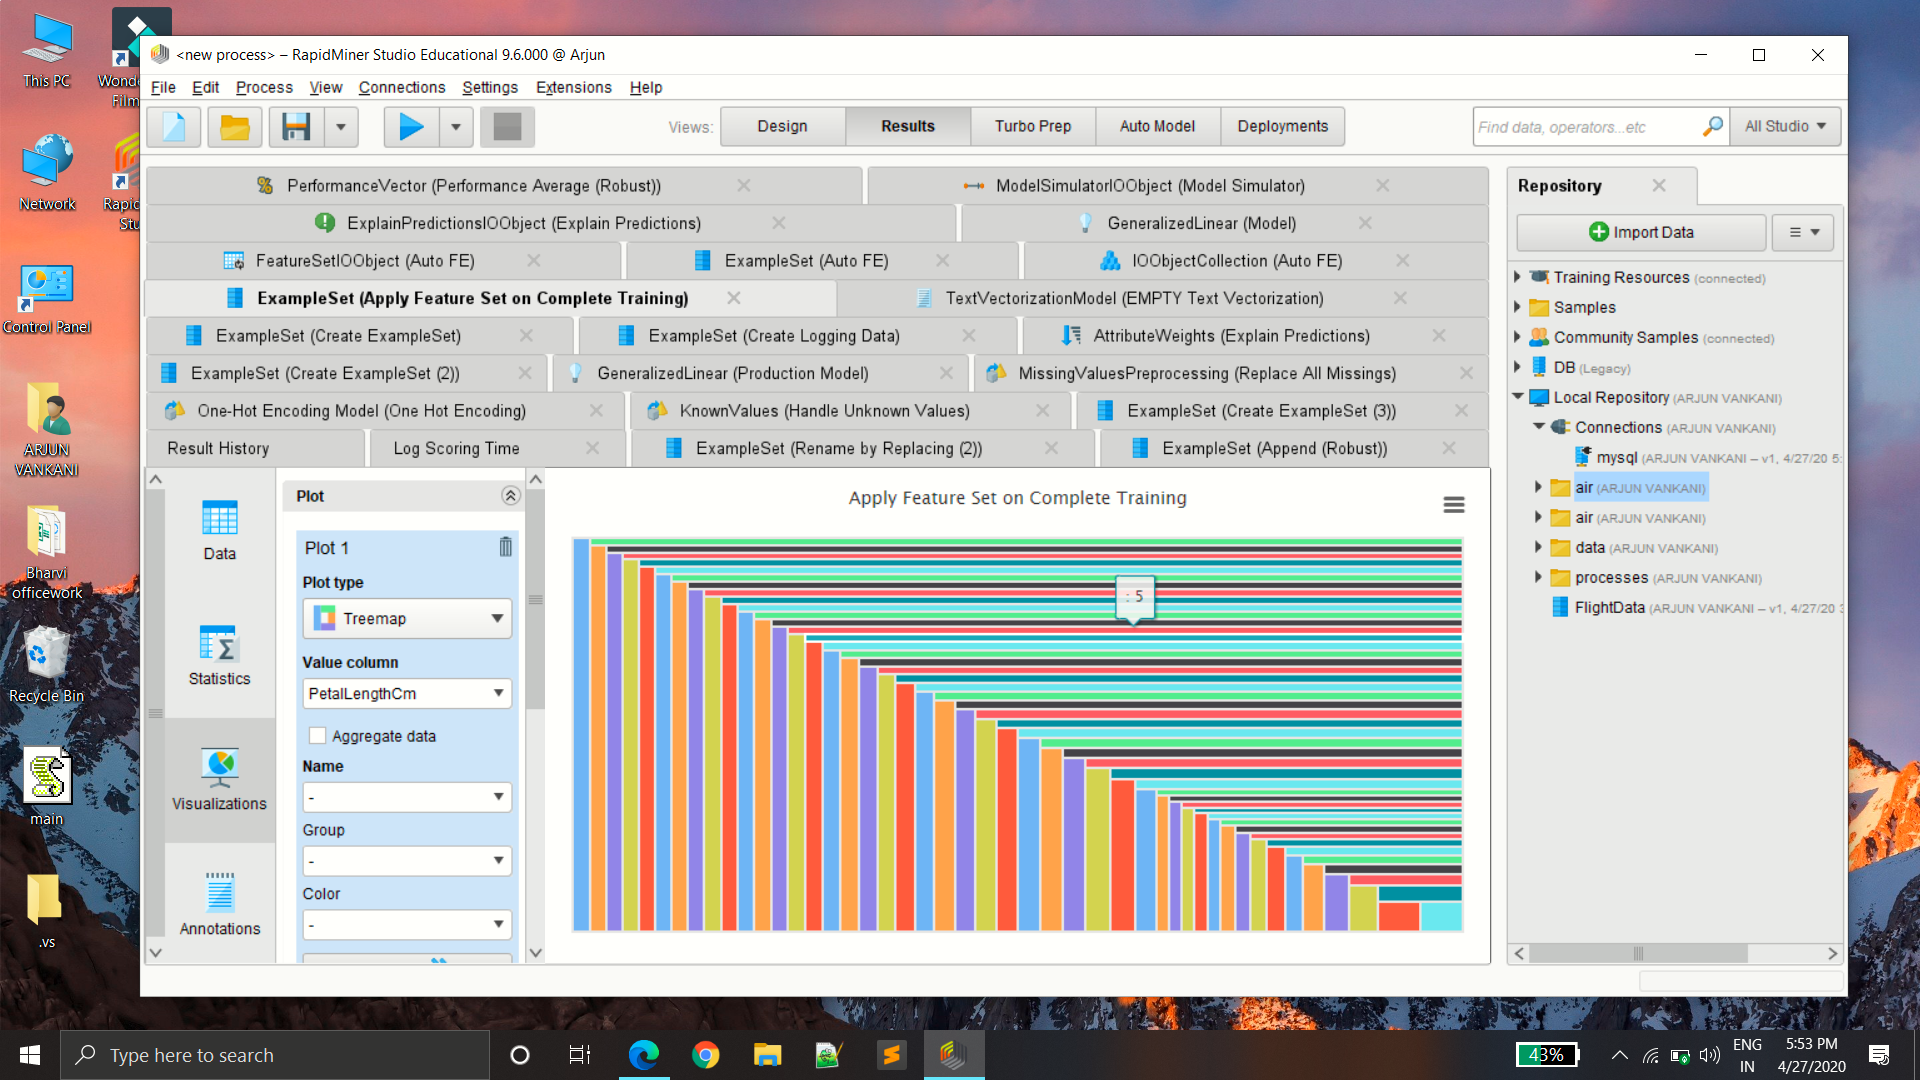 This PC
Wonde
Film
Network
Rapid
Stu
Control Panel
ARJUN
VANKANI
Bharvi
officework
Recycle Bin
main
.vs
<new process> – RapidMiner Studio Educational 9.6.000 @ Arjun
File Edit Process View Connections Settings Extensions Help
Views: Design Results Turbo Prep Auto Model Deployments
Find data, operators...etc All Studio
PerformanceVector (Performance Average (Robust)) ModelSimulatorIOObject (Model Simulator)
ExplainPredictionsIOObject (Explain Predictions) GeneralizedLinear (Model)
FeatureSetIOObject (Auto FE) ExampleSet (Auto FE) IOObjectCollection (Auto FE)
ExampleSet (Apply Feature Set on Complete Training) TextVectorizationModel (EMPTY Text Vectorization)
ExampleSet (Create ExampleSet) ExampleSet (Create Logging Data) AttributeWeights (Explain Predictions)
ExampleSet (Create ExampleSet (2)) GeneralizedLinear (Production Model) MissingValuesPreprocessing (Replace All Missings)
One-Hot Encoding Model (One Hot Encoding) KnownValues (Handle Unknown Values) ExampleSet (Create ExampleSet (3))
Result History Log Scoring Time ExampleSet (Rename by Replacing (2)) ExampleSet (Append (Robust))
Data
Statistics
Visualizations
Annotations
Plot
Plot 1
Plot type
Treemap
Value column
PetalLengthCm
Aggregate data
Name
-
Group
-
Color
-
Apply Feature Set on Complete Training
: 5
Repository
Import Data
Training Resources (connected)
Samples
Community Samples (connected)
DB (Legacy)
Local Repository (ARJUN VANKANI)
Connections (ARJUN VANKANI)
mysql (ARJUN VANKANI – v1, 4/27/20 5:
air (ARJUN VANKANI)
air (ARJUN VANKANI)
data (ARJUN VANKANI)
processes (ARJUN VANKANI)
FlightData (ARJUN VANKANI – v1, 4/27/20 3
Type here to search
43%
ENG
IN
5:53 PM
4/27/2020